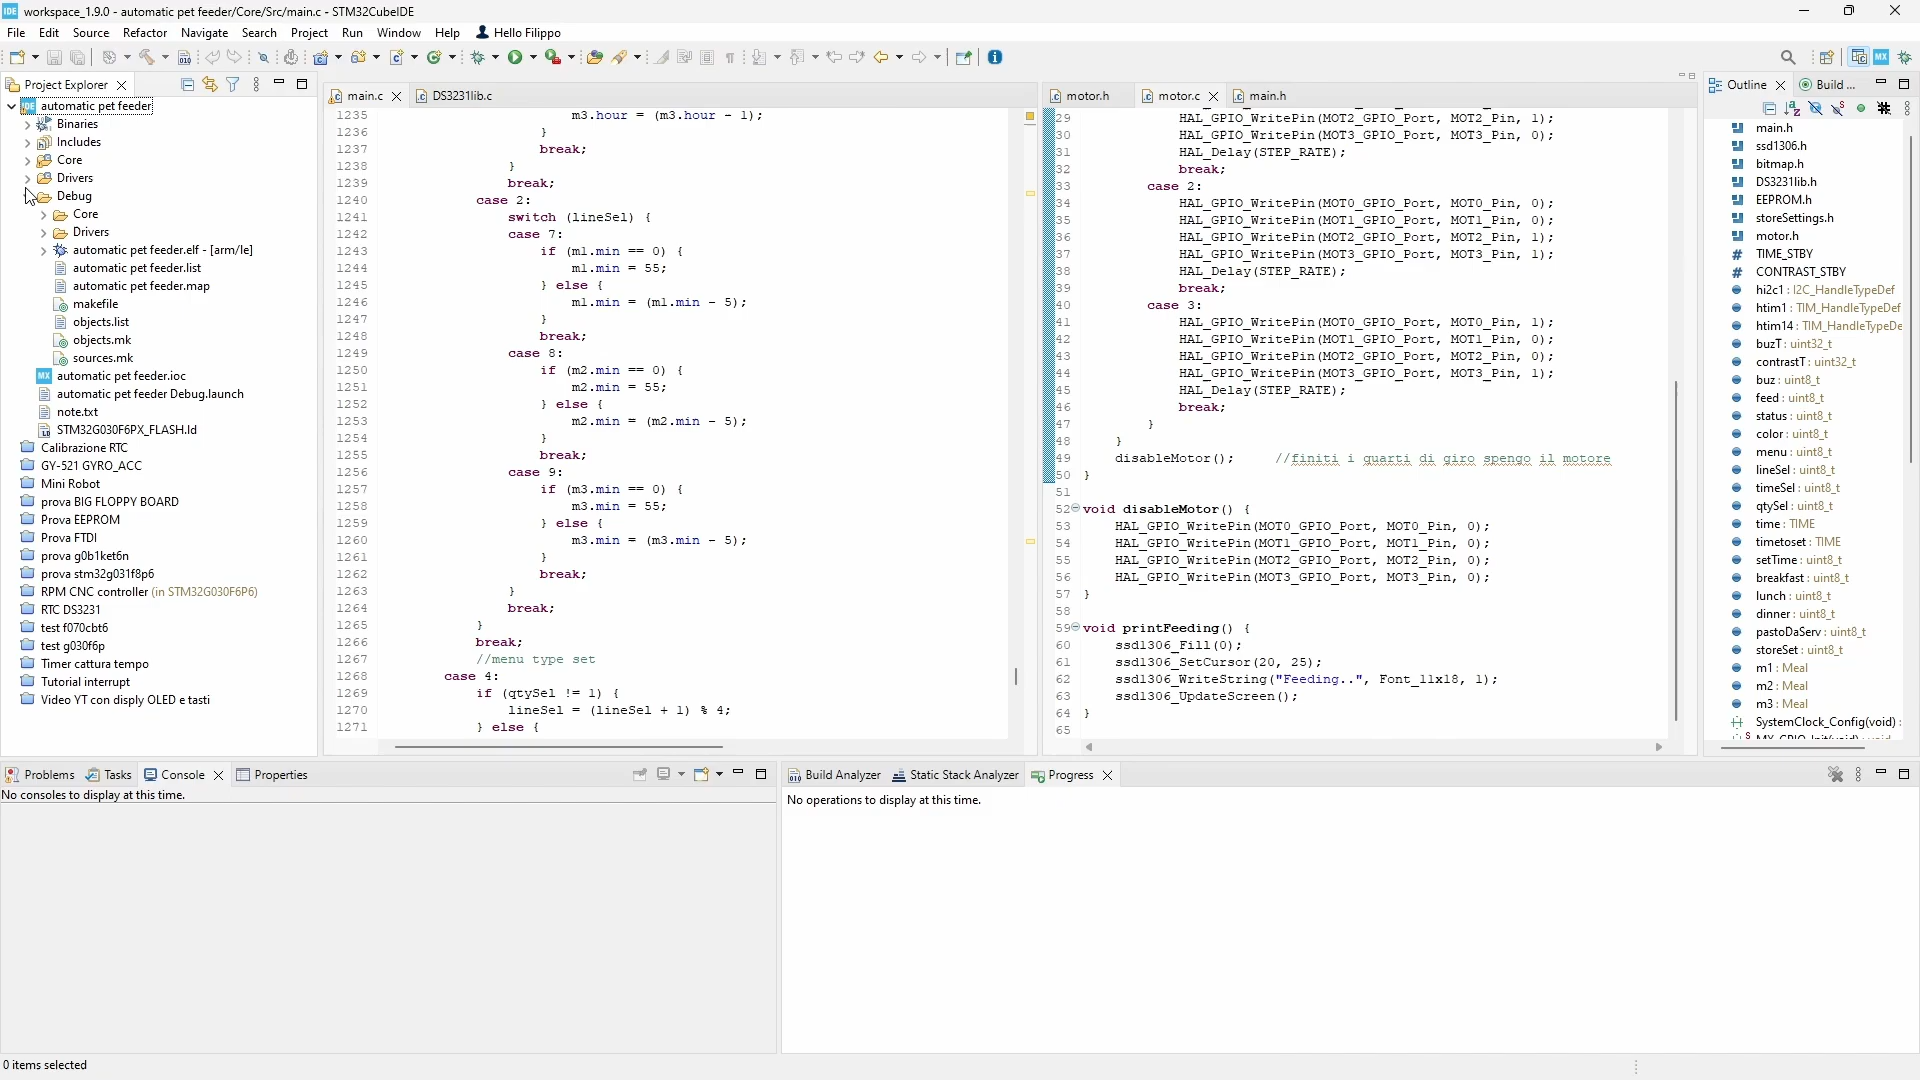 workspace_1.9.0 - automatic pet feeder/Core/Src/main.c - STM32CubeIDE
File Edit Source Refactor Navigate Search Project Run Window Help Hello Filippo
Project Explorer
automatic pet feeder
Binaries
Includes
Core
Drivers
Debug
Core
Drivers
automatic pet feeder.elf - [arm/le]
automatic pet feeder.list
automatic pet feeder.map
makefile
objects.list
objects.mk
sources.mk
automatic pet feeder.ioc
automatic pet feeder Debug.launch
note.txt
STM32G030F6PX_FLASH.ld
Calibrazione RTC
GY-521 GYRO_ACC
Mini Robot
prova BIG FLOPPY BOARD
Prova EEPROM
Prova FTDI
prova g0b1ket6n
prova stm32g031f8p6
RPM CNC controller (in STM32G030F6P6)
RTC DS3231
test f070cbt6
test g030f6p
Timer cattura tempo
Tutorial interrupt
Video YT con disply OLED e tasti
main.c DS3231lib.c
1235 m3.hour = (m3.hour - 1);
1236 }
1237 break;
1238 }
1239 break;
1240 case 2:
1241 switch (lineSel) {
1242 case 7:
1243 if (m1.min == 0) {
1244 m1.min = 55;
1245 } else {
1246 m1.min = (m1.min - 5);
1247 }
1248 break;
1249 case 8:
1250 if (m2.min == 0) {
1251 m2.min = 55;
1252 } else {
1253 m2.min = (m2.min - 5);
1254 }
1255 break;
1256 case 9:
1257 if (m3.min == 0) {
1258 m3.min = 55;
1259 } else {
1260 m3.min = (m3.min - 5);
1261 }
1262 break;
1263 }
1264 break;
1265 }
1266 break;
1267 //menu type set
1268 case 4:
1269 if (qtySel != 1) {
1270 lineSel = (lineSel + 1) % 4;
1271 } else {
motor.h motor.c main.h
29 HAL_GPIO_WritePin(MOT2_GPIO_Port, MOT2_Pin, 1);
30 HAL_GPIO_WritePin(MOT3_GPIO_Port, MOT3_Pin, 0);
31 HAL_Delay(STEP_RATE);
32 break;
33 case 2:
34 HAL_GPIO_WritePin(MOT0_GPIO_Port, MOT0_Pin, 0);
35 HAL_GPIO_WritePin(MOT1_GPIO_Port, MOT1_Pin, 0);
36 HAL_GPIO_WritePin(MOT2_GPIO_Port, MOT2_Pin, 1);
37 HAL_GPIO_WritePin(MOT3_GPIO_Port, MOT3_Pin, 1);
38 HAL_Delay(STEP_RATE);
39 break;
40 case 3:
41 HAL_GPIO_WritePin(MOT0_GPIO_Port, MOT0_Pin, 1);
42 HAL_GPIO_WritePin(MOT1_GPIO_Port, MOT1_Pin, 0);
43 HAL_GPIO_WritePin(MOT2_GPIO_Port, MOT2_Pin, 0);
44 HAL_GPIO_WritePin(MOT3_GPIO_Port, MOT3_Pin, 1);
45 HAL_Delay(STEP_RATE);
46 break;
47 }
48 }
49 disableMotor(); //finiti i quarti di giro spengo il motore
50 }
51
52 void disableMotor() {
53 HAL_GPIO_WritePin(MOT0_GPIO_Port, MOT0_Pin, 0);
54 HAL_GPIO_WritePin(MOT1_GPIO_Port, MOT1_Pin, 0);
55 HAL_GPIO_WritePin(MOT2_GPIO_Port, MOT2_Pin, 0);
56 HAL_GPIO_WritePin(MOT3_GPIO_Port, MOT3_Pin, 0);
57 }
58
59 void printFeeding() {
60 ssd1306_Fill(0);
61 ssd1306_SetCursor(20, 25);
62 ssd1306_WriteString("Feeding..", Font_11x18, 1);
63 ssd1306_UpdateScreen();
64 }
65
Outline Build ...
main.h
ssd1306.h
bitmap.h
DS3231lib.h
EEPROM.h
storeSettings.h
motor.h
TIME_STBY
CONTRAST_STBY
hi2c1 : I2C_HandleTypeDef
htim1 : TIM_HandleTypeDef
htim14 : TIM_HandleTypeDe
buzT : uint32_t
contrastT : uint32_t
buz : uint8_t
feed : uint8_t
status : uint8_t
color : uint8_t
menu : uint8_t
lineSel : uint8_t
timeSel : uint8_t
qtySel : uint8_t
time : TIME
timetoset : TIME
setTime : uint8_t
breakfast : uint8_t
lunch : uint8_t
dinner : uint8_t
pastoDaServ : uint8_t
storeSet : uint8_t
m1 : Meal
m2 : Meal
m3 : Meal
SystemClock_Config(void) :
Problems Tasks Console Properties
No consoles to display at this time.
Build Analyzer Static Stack Analyzer Progress
No operations to display at this time.
0 items selected